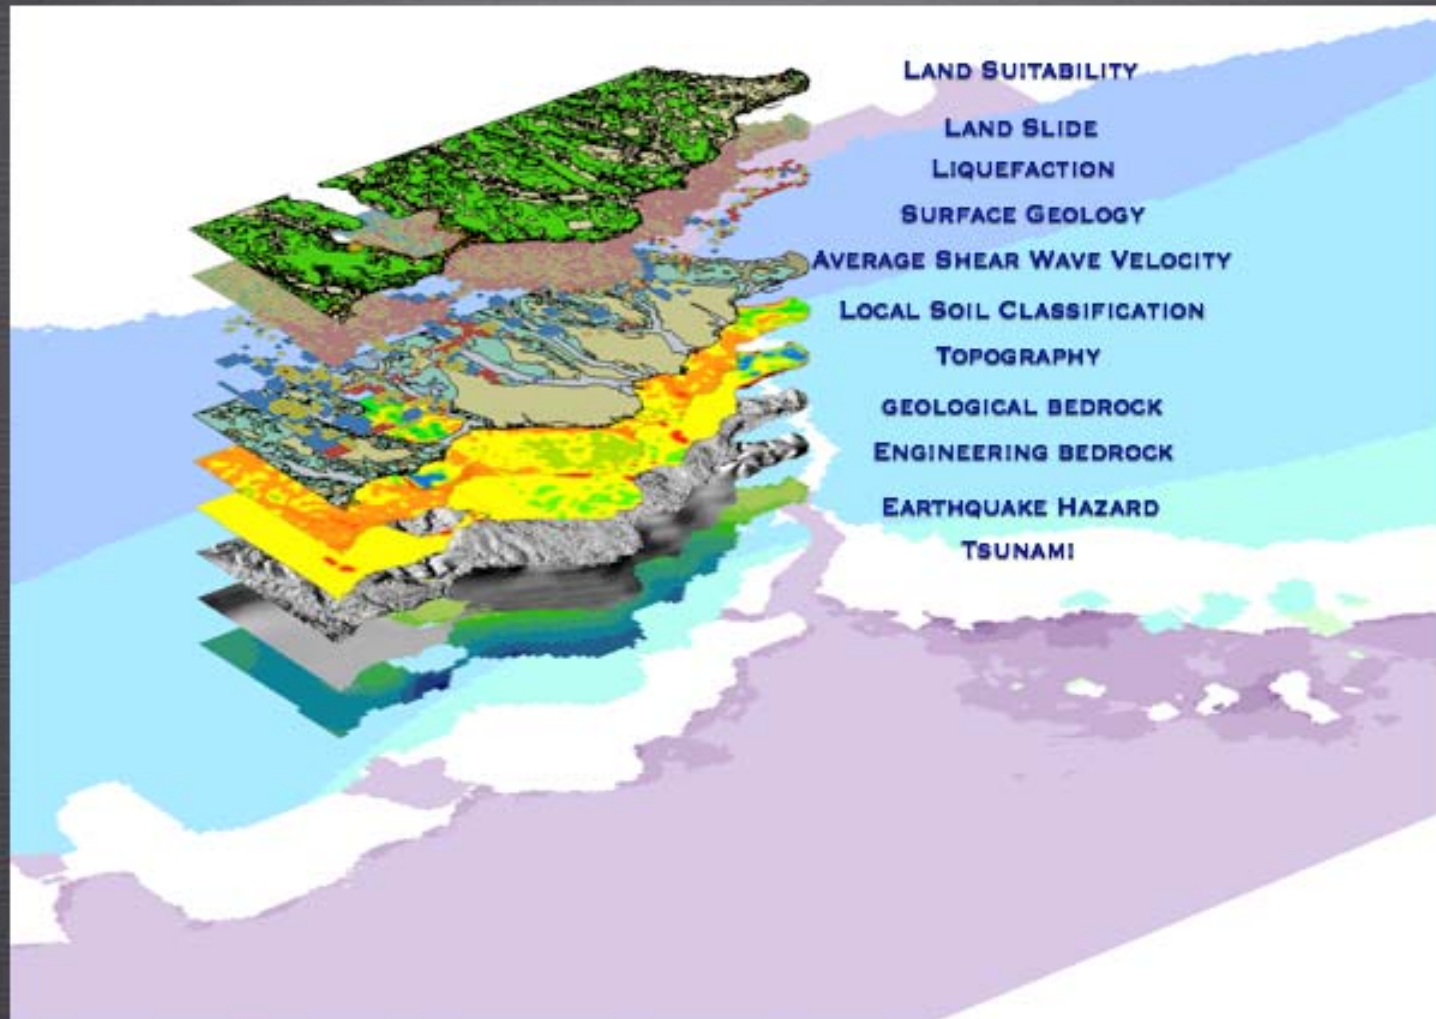 LAND SUITABILITY
LAND SLIDE
LIQUEFACTION
SURFACE GEOLOGY
AVERAGE SHEAR WAVE VELOCITY
LOCAL SOIL CLASSIFICATION
TOPOGRAPHY
GEOLOGICAL BEDROCK
ENGINEERING BEDROCK
EARTHQUAKE HAZARD
TSUNAMI